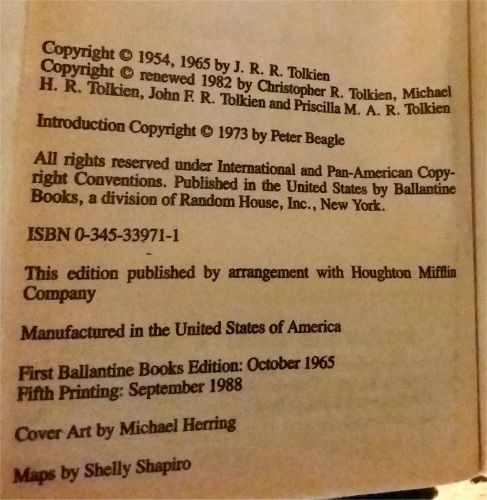 Copyright © 1954, 1965 by J. R. R. Tolkien
Copyright © renewed 1982 by Christopher R. Tolkien, Michael
H. R. Tolkien, John F. R. Tolkien and Priscilla M. A. R. Tolkien
Introduction Copyright © 1973 by Peter Beagle
All rights reserved under International and Pan-American Copy-
right Conventions. Published in the United States by Ballantine
Books, a division of Random House, Inc., New York.
ISBN 0-345-33971-1
This edition published by arrangement with Houghton Mifflin
Company
Manufactured in the United States of America
First Ballantine Books Edition: October 1965
Fifth Printing: September 1988
Cover Art by Michael Herring
Maps by Shelly Shapiro